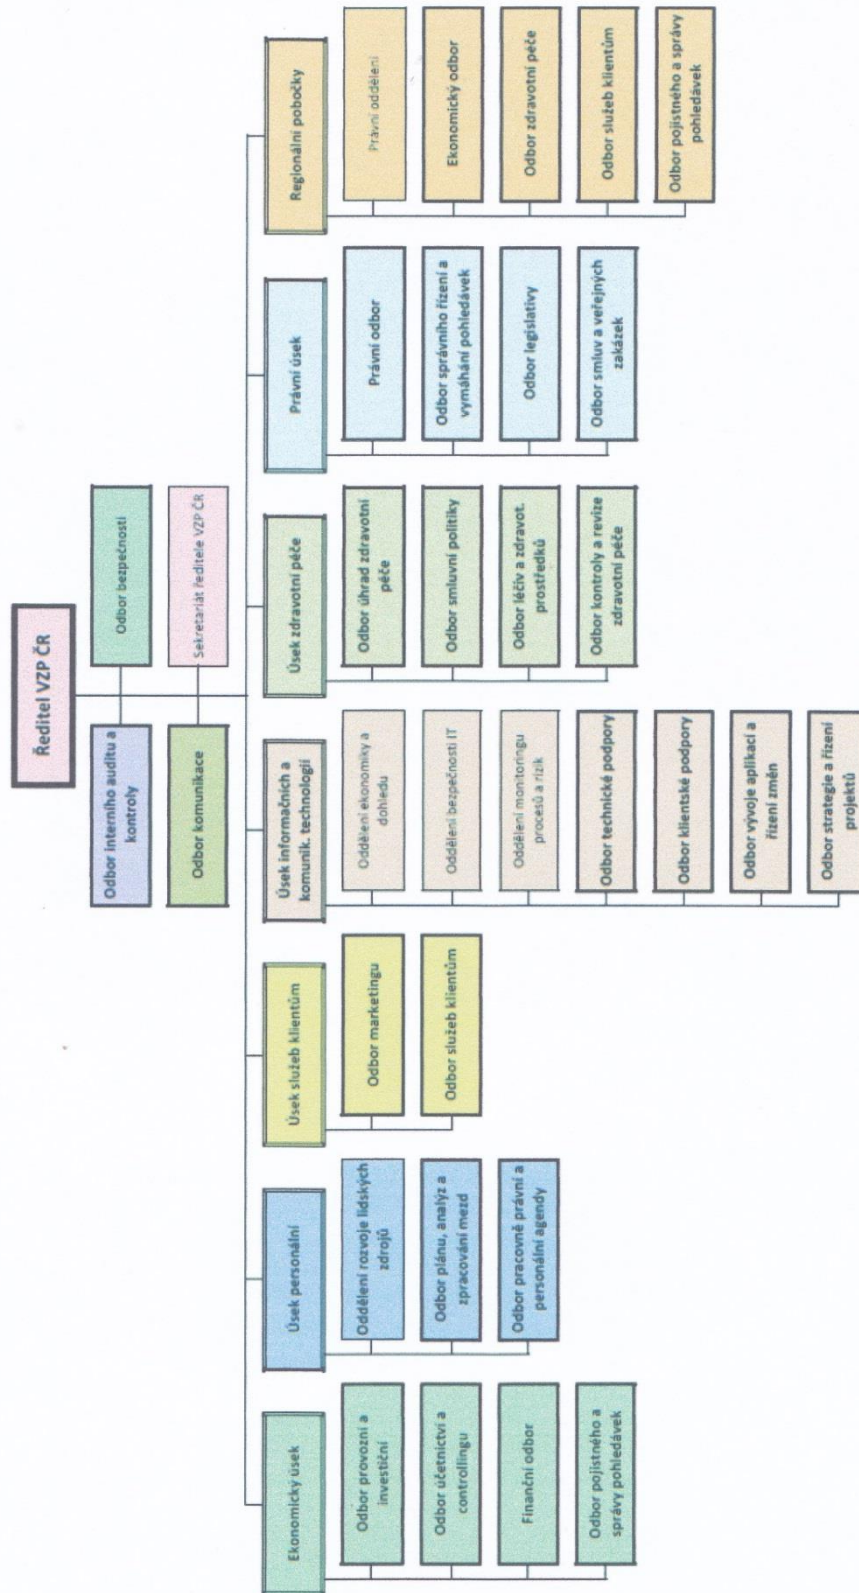 Ředitel VZP ČR
Odbor interního auditu a
kontroly
Odbor bezpečnosti
Odbor komunikace
Sekretariát ředitele VZP ČR
Ekonomický úsek
Odbor provozní a
investiční
Odbor účetnictví a
controllingu
Finanční odbor
Odbor pojistného a
správy pohledávek
Úsek personální
Oddělení rozvoje lidských
zdrojů
Odbor plánu, analýz a
zpracování mezd
Odbor pracovně právní a
personální agendy
Úsek služeb klientům
Odbor marketingu
Odbor služeb klientům
Úsek informačních a
komunik. technologií
Oddělení ekonomiky a
dohledu
Oddělení bezpečnosti IT
Oddělení monitoringu
procesů a rizik
Odbor technické podpory
Odbor klientské podpory
Odbor vývoje aplikací a
řízení změn
Odbor strategie a řízení
projektů
Úsek zdravotní péče
Odbor úhrad zdravotní
péče
Odbor smluvní politiky
Odbor léčiv a zdravot.
prostředků
Odbor kontroly a revize
zdravotní péče
Právní úsek
Právní odbor
Odbor správního řízení a
vymáhání pohledávek
Odbor legislativy
Odbor smluv a veřejných
zakázek
Regionální pobočky
Právní oddělení
Ekonomický odbor
Odbor zdravotní péče
Odbor služeb klientům
Odbor pojistného a správy
pohledávek